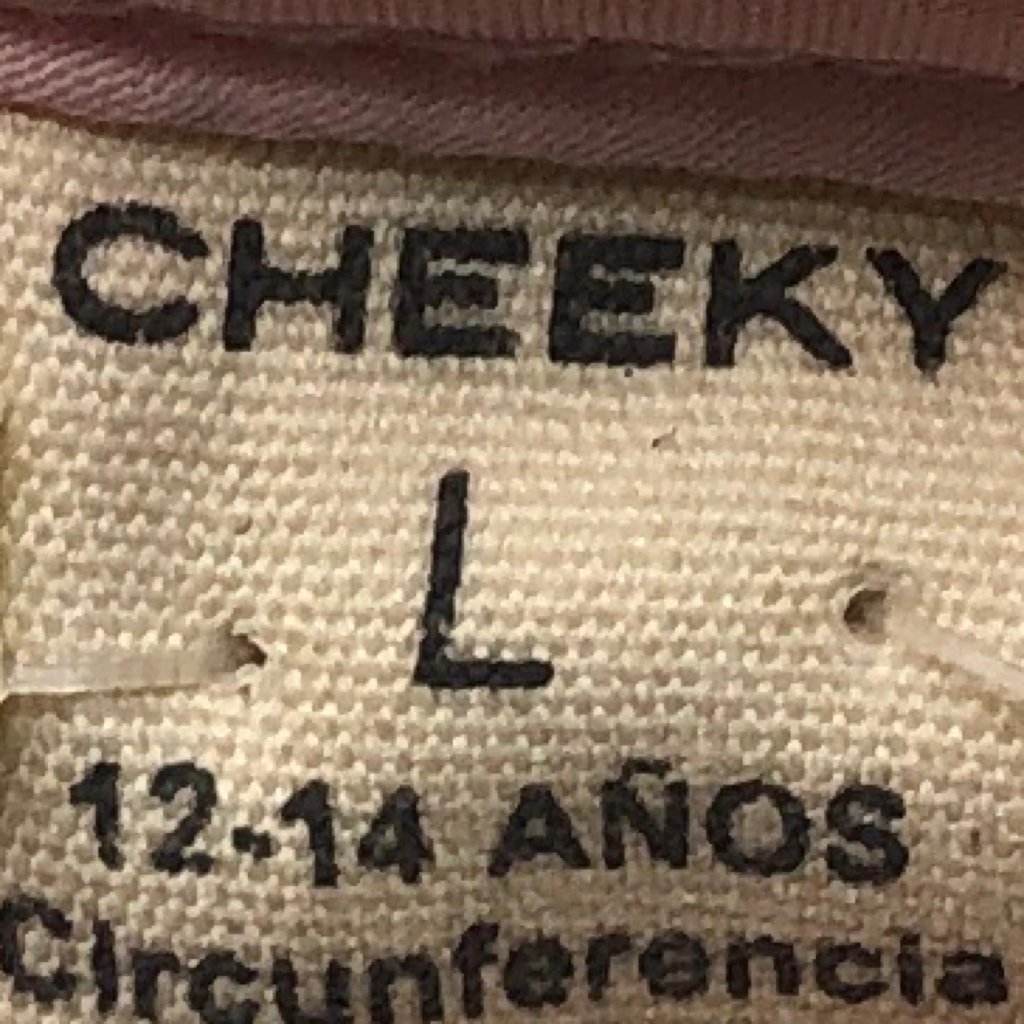 CHEEKY
L
12-14 AÑOS
Circunferencia